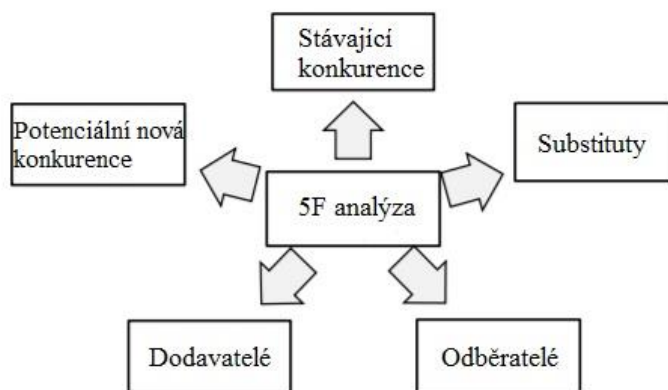 Stávající
konkurence
Potenciální nová
konkurence
Substituty
5F analýza
Dodavatelé
Odběratelé